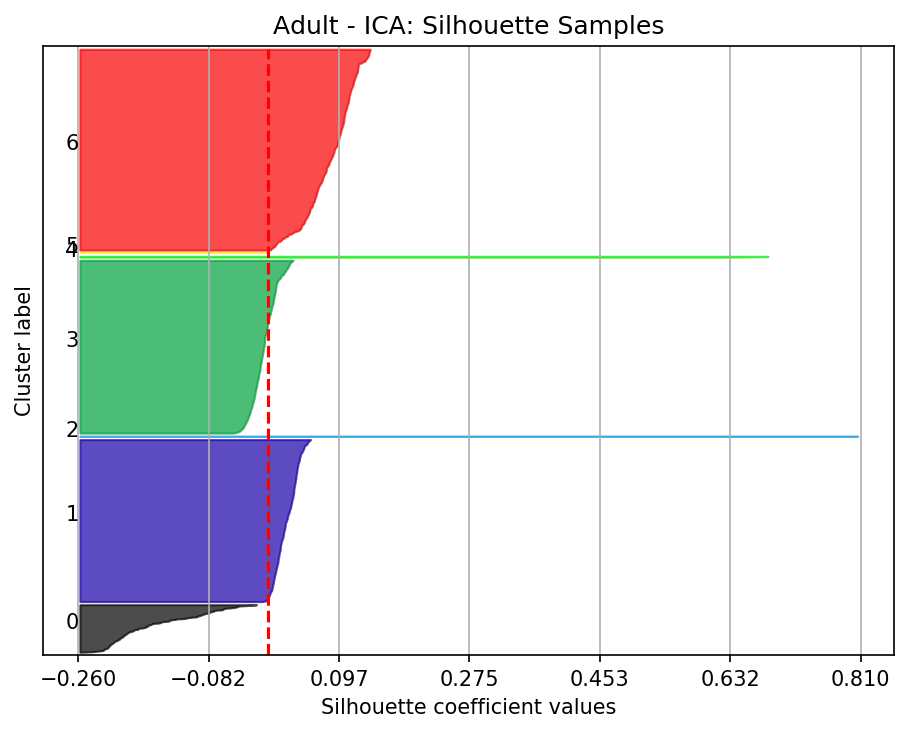 Adult - ICA: Silhouette Samples
Cluster label
6
5
4
3
2
1
0
−0.260 −0.082 0.097 0.275 0.453 0.632 0.810
Silhouette coefficient values